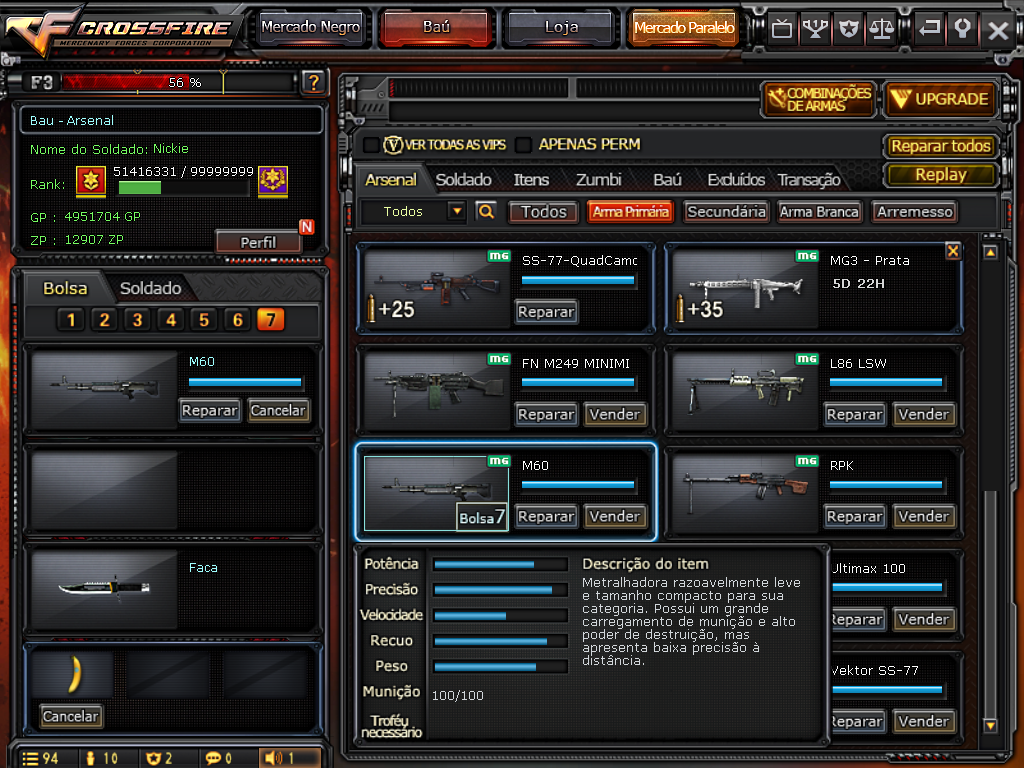 CROSSFIRE
MERCENARY FORCES CORPORATION
Mercado Negro
Baú
Loja
Mercado Paralelo
F3
56 %
?
COMBINAÇÕES
DE ARMAS
UPGRADE
Bau - Arsenal
Nome do Soldado: Nickie
Rank:
51416331 / 99999999
GP : 4951704 GP
ZP : 12907 ZP
N
Perfil
V VER TODAS AS VIPS
APENAS PERM
Reparar todos
Replay
Arsenal
Soldado
Itens
Zumbi
Baú
Excluídos
Transação
Todos
Todos
Arma Primária
Secundária
Arma Branca
Arremesso
Bolsa
Soldado
1 2 3 4 5 6 7
M60
Reparar
Cancelar
Faca
Cancelar
94
10
2
0
1
MG
SS-77-QuadCamo
+25
Reparar
MG
MG3 - Prata
5D 22H
+35
MG
FN M249 MINIMI
Reparar
Vender
MG
L86 LSW
Reparar
Vender
MG
M60
Bolsa7
Reparar
Vender
MG
RPK
Reparar
Vender
Ultimax 100
Reparar
Vender
Vektor SS-77
Reparar
Vender
Potência
Precisão
Velocidade
Recuo
Peso
Munição
100/100
Troféu
necessário
Descrição do item
Metralhadora razoavelmente leve
e tamanho compacto para sua
categoria. Possui um grande
carregamento de munição e alto
poder de destruição, mas
apresenta baixa precisão à
distância.